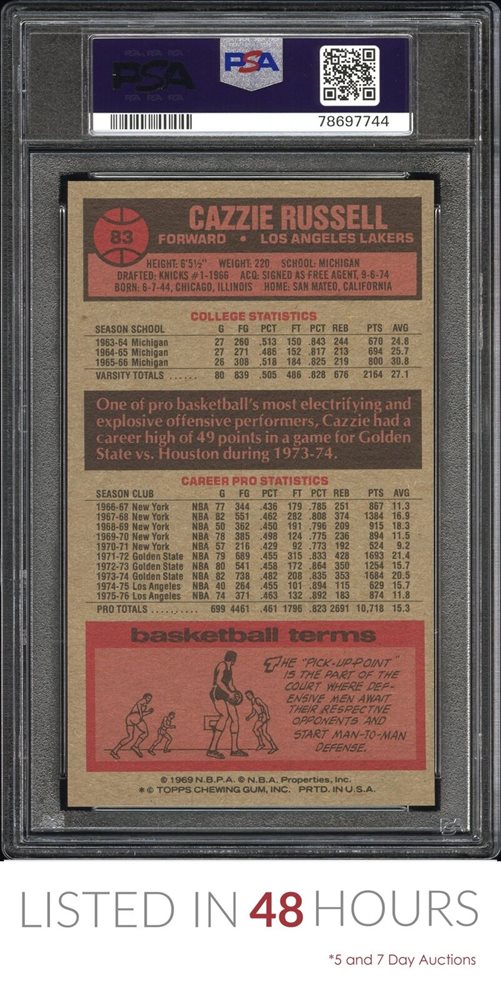 PSA
PSA
78697744
83
CAZZIE RUSSELL
FORWARD • LOS ANGELES LAKERS
HEIGHT: 6'5½" WEIGHT: 220 SCHOOL: MICHIGAN
DRAFTED: KNICKS #1-1966 ACQ: SIGNED AS FREE AGENT, 9-6-74
BORN: 6-7-44, CHICAGO, ILLINOIS HOME: SAN MATEO, CALIFORNIA
COLLEGE STATISTICS
SEASON SCHOOL G FG PCT FT PCT REB PTS AVG
1963-64 Michigan 27 260 .513 150 .843 244 670 24.8
1964-65 Michigan 27 271 .486 152 .817 213 694 25.7
1965-66 Michigan 26 308 .518 184 .825 219 800 30.8
VARSITY TOTALS ...... 80 839 .505 486 .828 676 2164 27.1
One of pro basketball's most electrifying and
explosive offensive performers, Cazzie had a
career high of 49 points in a game for Golden
State vs. Houston during 1973-74.
CAREER PRO STATISTICS
SEASON CLUB G FG PCT FT PCT REB PTS AVG
1966-67 New York NBA 77 344 .436 179 .785 251 867 11.3
1967-68 New York NBA 82 551 .462 282 .808 374 1384 16.9
1968-69 New York NBA 50 362 .450 191 .796 209 915 18.3
1969-70 New York NBA 78 385 .498 124 .775 236 894 11.5
1970-71 New York NBA 57 216 .429 92 .773 192 524 9.2
1971-72 Golden State NBA 79 689 .455 315 .833 428 1693 21.4
1972-73 Golden State NBA 80 541 .458 172 .864 350 1254 15.7
1973-74 Golden State NBA 82 738 .482 208 .835 353 1684 20.5
1974-75 Los Angeles NBA 40 264 .455 101 .894 115 629 15.7
1975-76 Los Angeles NBA 74 371 .463 132 .892 183 874 11.8
PRO TOTALS .......... 699 4461 .461 1796 .823 2691 10,718 15.3
basketball terms
THE "PICK-UP-POINT"
IS THE PART OF THE
COURT WHERE DEF-
ENSIVE MEN AWAIT
THEIR RESPECTIVE
OPPONENTS AND
START MAN-TO-MAN
DEFENSE.
© 1969 N.B.P.A. © N.B.A. Properties, Inc.
* © TOPPS CHEWING GUM, INC. PRTD. IN U.S.A.
LISTED IN 48 HOURS
*5 and 7 Day Auctions